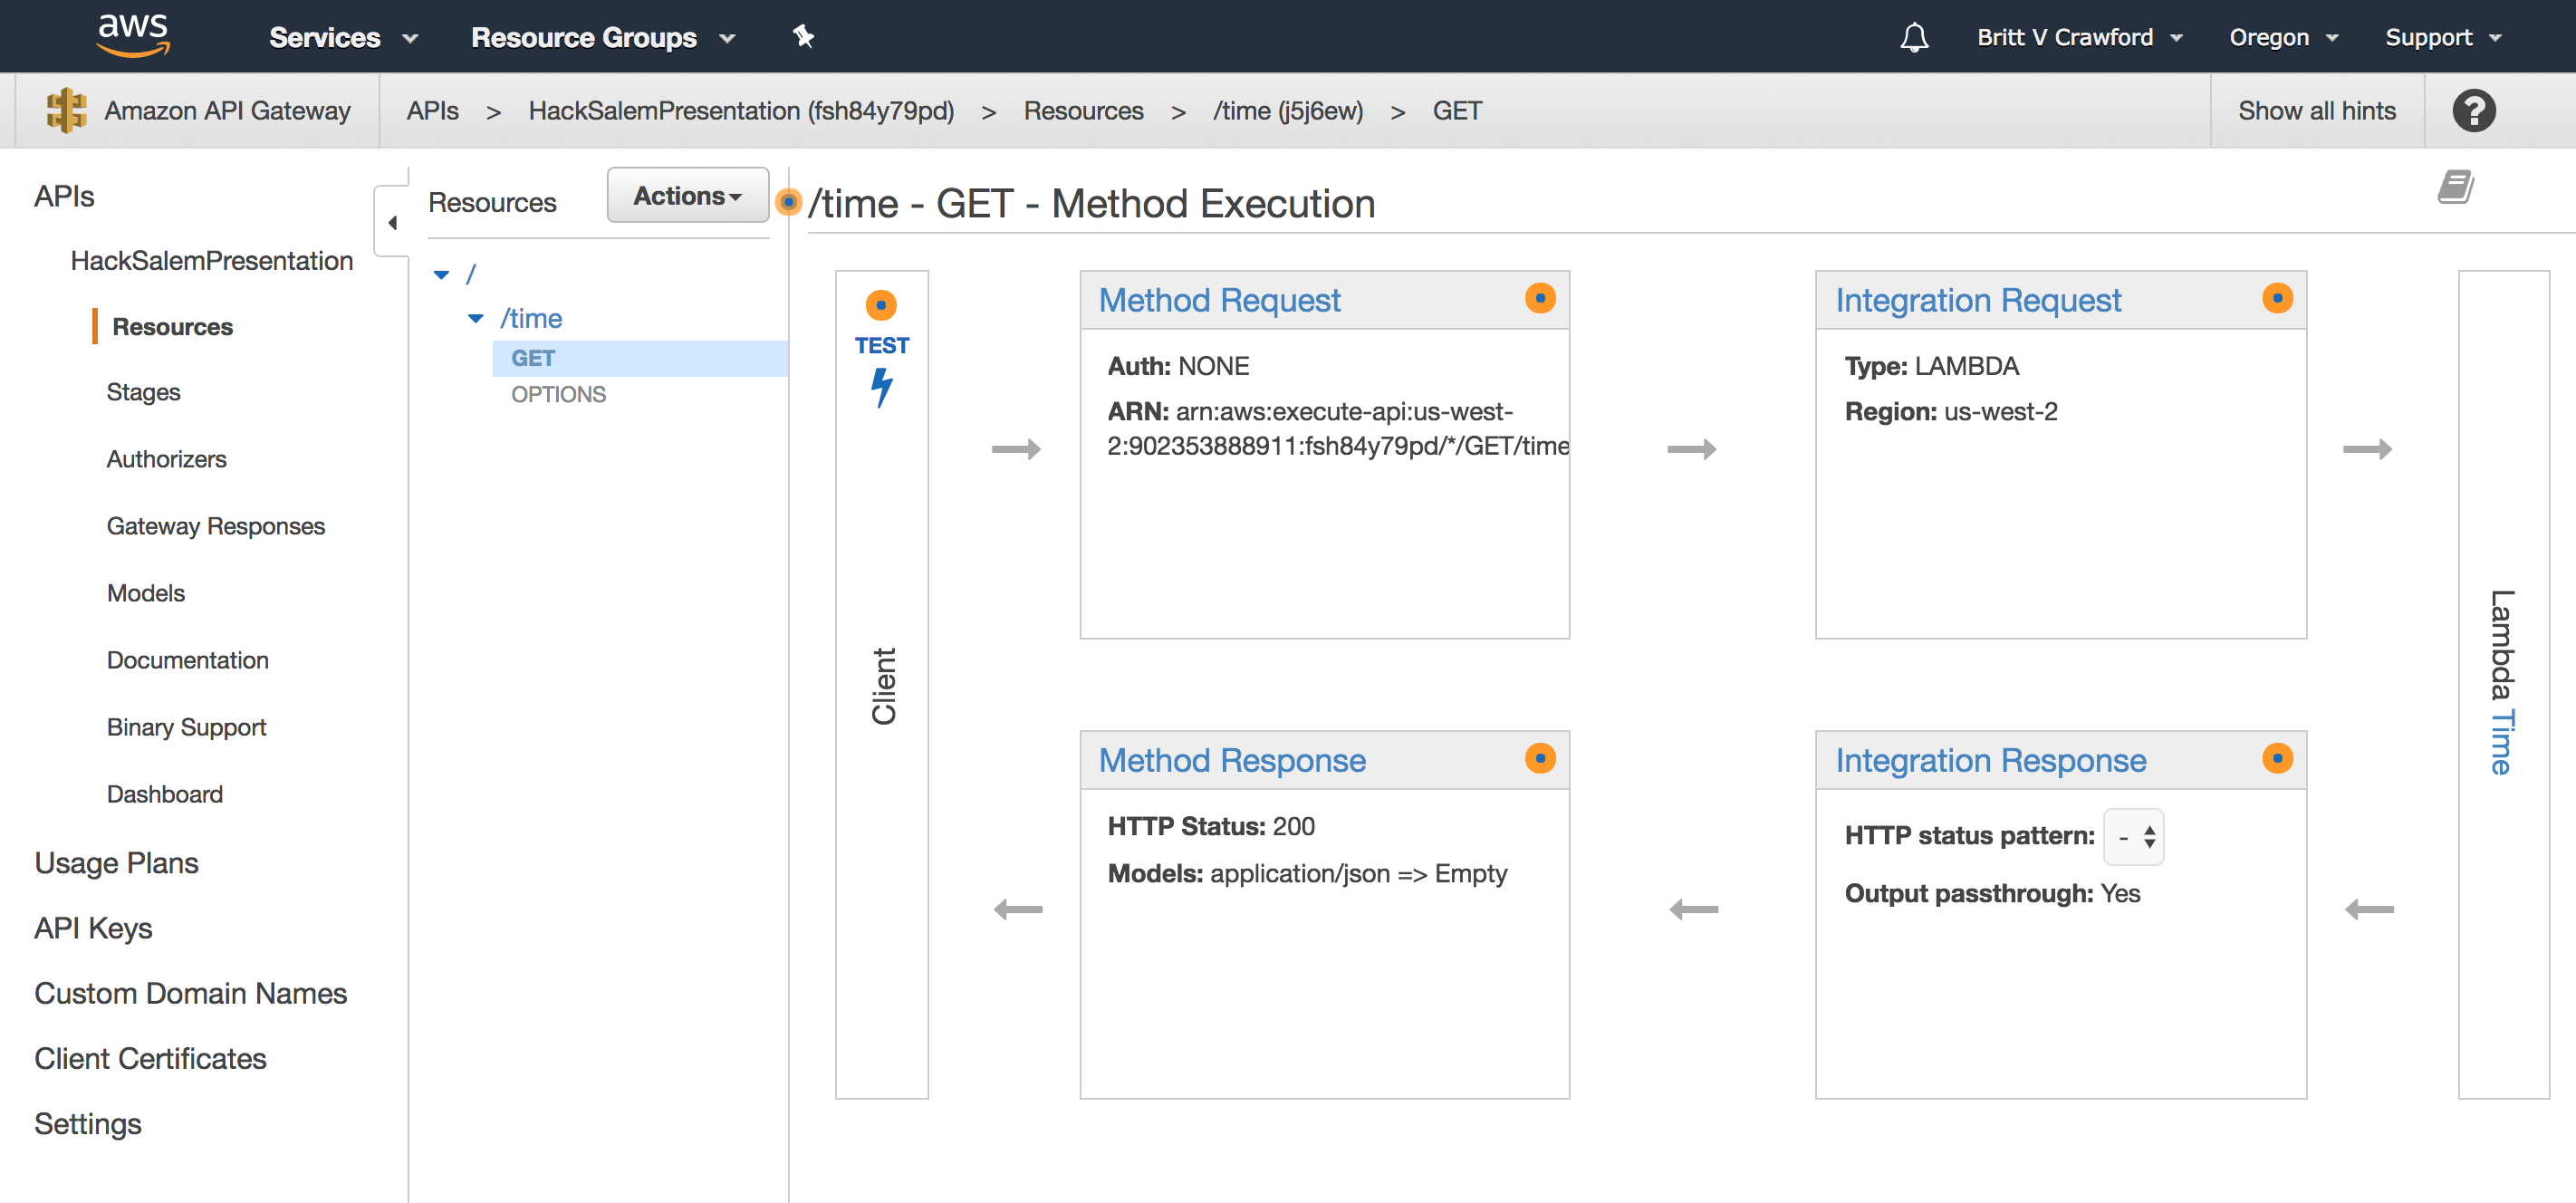 aws
Services
Resource Groups
Britt V Crawford
Oregon
Support
Amazon API Gateway
APIs > HackSalemPresentation (fsh84y79pd) > Resources > /time (j5j6ew) > GET
Show all hints
?
APIs
HackSalemPresentation
Resources
Stages
Authorizers
Gateway Responses
Models
Documentation
Binary Support
Dashboard
Usage Plans
API Keys
Custom Domain Names
Client Certificates
Settings
Resources
Actions
/
/time
GET
OPTIONS
/time - GET - Method Execution
TEST
Client
Method Request
Auth: NONE
ARN: arn:aws:execute-api:us-west-
2:902353888911:fsh84y79pd/*/GET/time
Integration Request
Type: LAMBDA
Region: us-west-2
Method Response
HTTP Status: 200
Models: application/json => Empty
Integration Response
HTTP status pattern: -
Output passthrough: Yes
Lambda Time